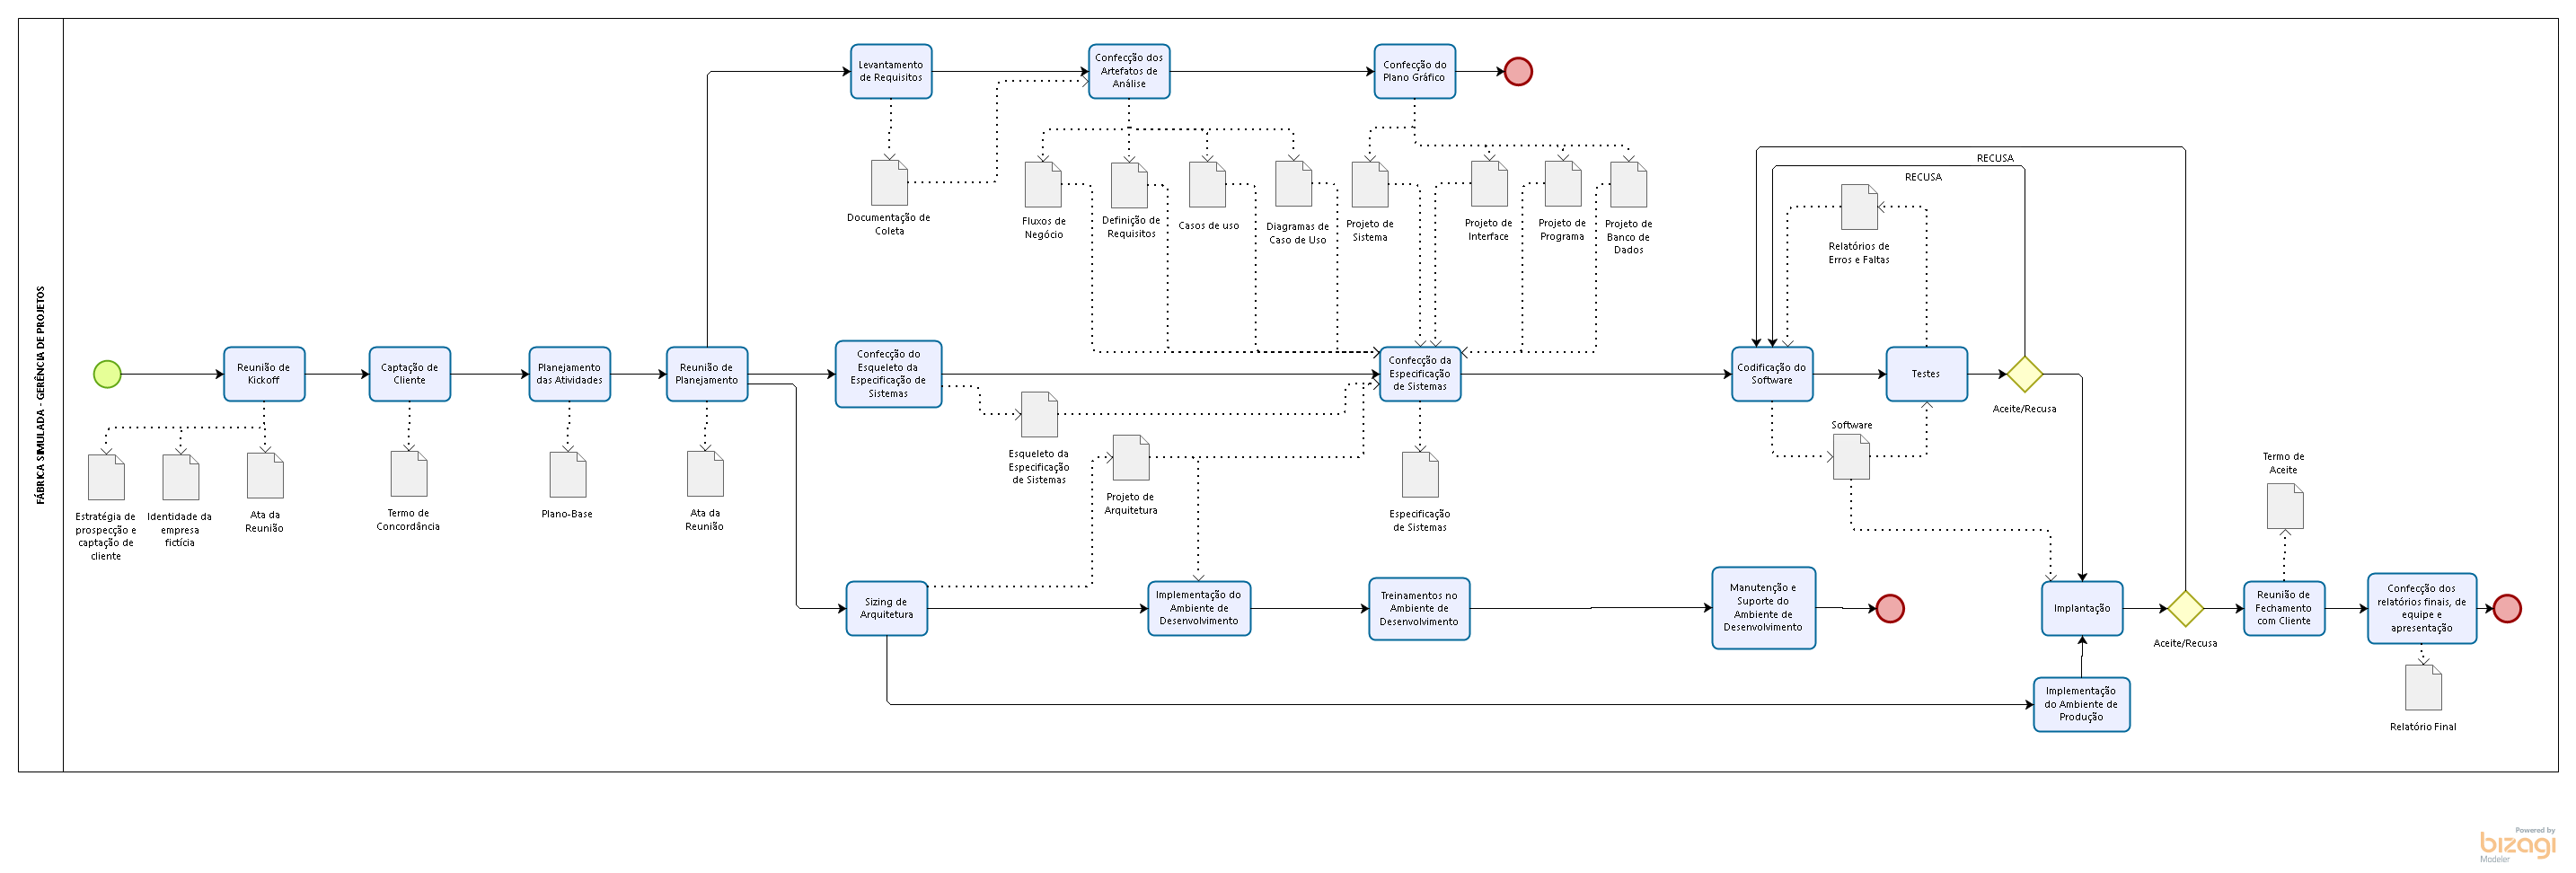 FÁBRICA SIMULADA - GERÊNCIA DE PROJETOS
Levantamento
de Requisitos
Confecção dos
Artefatos de
Análise
Confecção do
Plano Gráfico
Documentação de
Coleta
Fluxos de
Negócio
Definição de
Requisitos
Casos de uso
Diagramas de
Caso de Uso
Projeto de
Sistema
Projeto de
Interface
Projeto de
Programa
Projeto de
Banco de
Dados
RECUSA
RECUSA
Relatórios de
Erros e Faltas
Reunião de
Kickoff
Captação de
Cliente
Planejamento
das Atividades
Reunião de
Planejamento
Confecção do
Esqueleto da
Especificação de
Sistemas
Confecção da
Especificação
de Sistemas
Codificação do
Software
Testes
Aceite/Recusa
Software
Estratégia de
prospecção e
captação de
cliente
Identidade da
empresa
fictícia
Ata da
Reunião
Termo de
Concordância
Plano-Base
Ata da
Reunião
Esqueleto da
Especificação
de Sistemas
Projeto de
Arquitetura
Especificação
de Sistemas
Termo de
Aceite
Sizing de
Arquitetura
Implementação do
Ambiente de
Desenvolvimento
Treinamentos no
Ambiente de
Desenvolvimento
Manutenção e
Suporte do
Ambiente de
Desenvolvimento
Implantação
Aceite/Recusa
Reunião de
Fechamento
com Cliente
Confecção dos
relatórios finais, de
equipe e
apresentação
Implementação
do Ambiente de
Produção
Relatório Final
Powered by
bizagi
Modeler